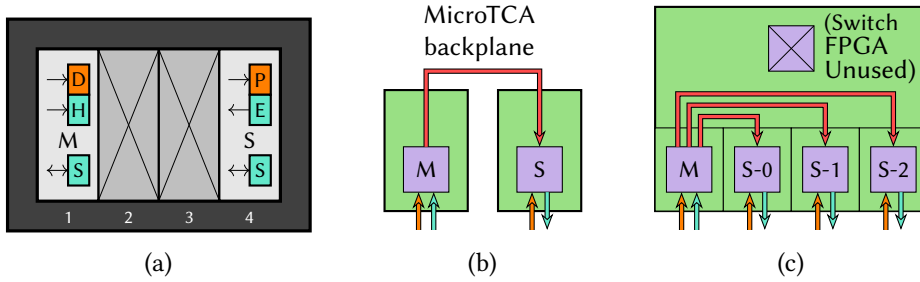 D
H
M
S
P
E
S
S
1 2 3 4
(a)
MicroTCA
backplane
M
S
(b)
(Switch
FPGA
Unused)
M S-0 S-1 S-2
(c)